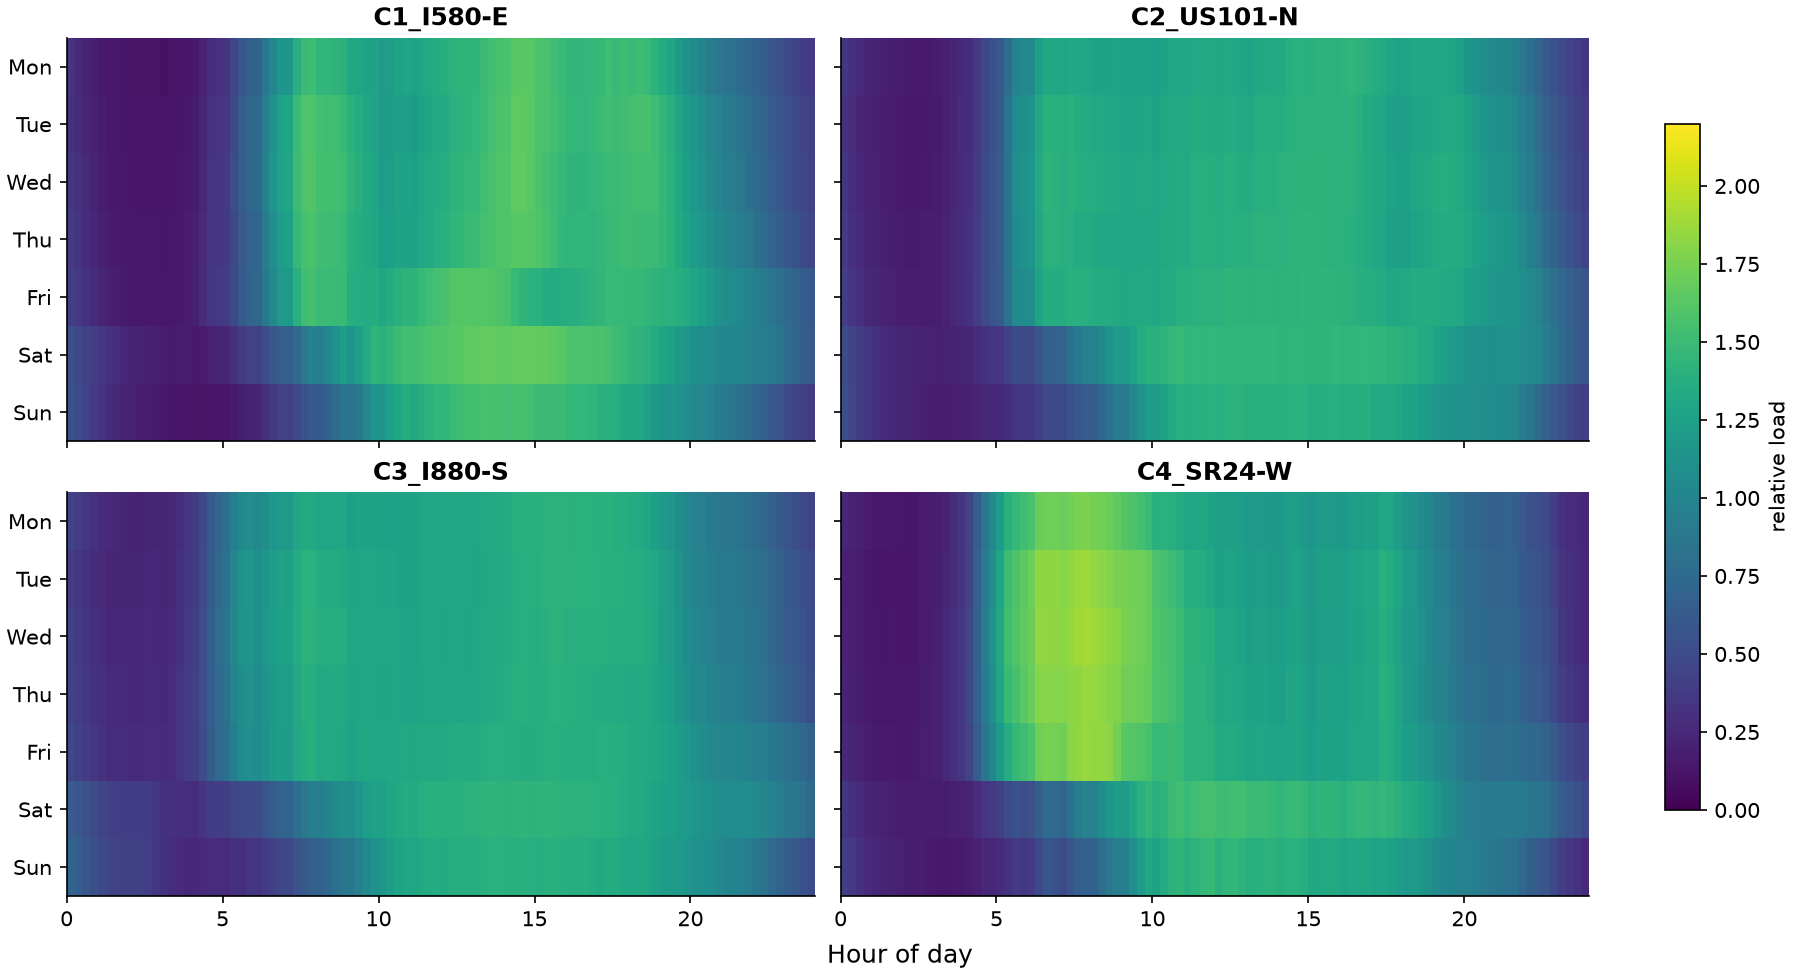 C1_I580-E
C2_US101-N
Mon
Tue
Wed
Thu
Fri
Sat
Sun
C3_I880-S
C4_SR24-W
Mon
Tue
Wed
Thu
Fri
Sat
Sun
0 5 10 15 20
0 5 10 15 20
Hour of day
2.00
1.75
1.50
1.25
1.00
0.75
0.50
0.25
0.00
relative load